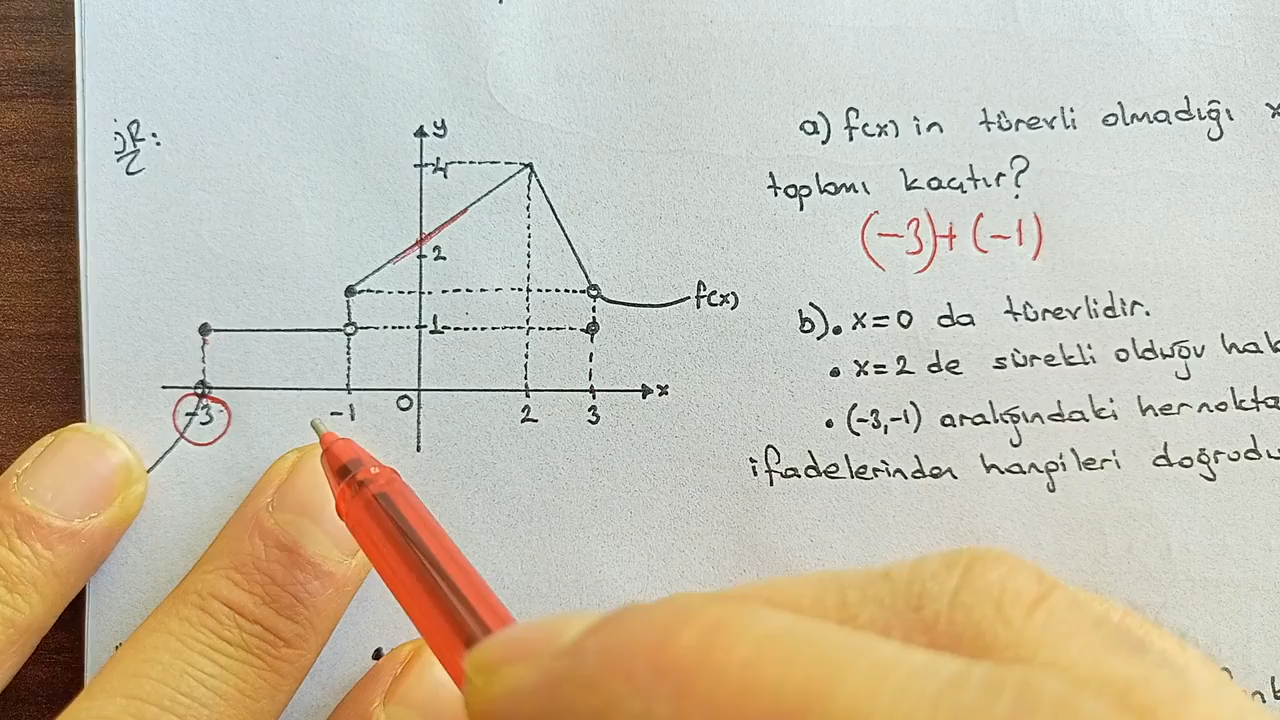 ÖR:
y
4
2
1
f(x)
x
-3 -1 0 2 3
a) f(x) in türevli olmadığı x
toplamı kaçtır?
(-3)+(-1)
b) • x=0 da türevlidir.
• x=2 de sürekli olduğu hal
• (-3,-1) aralığındaki her nokta
ifadelerinden hangileri doğrudu